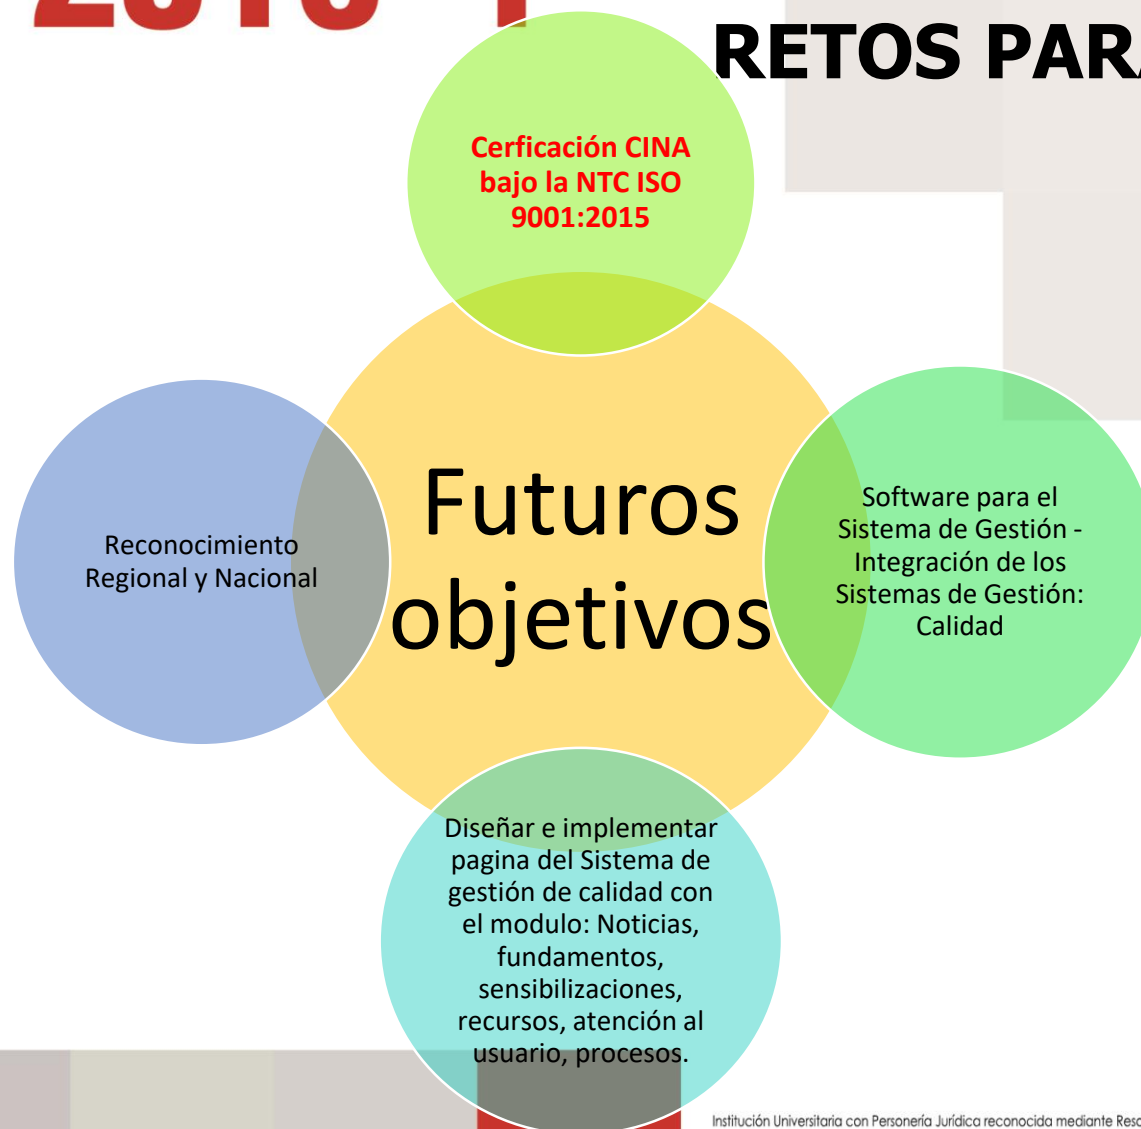 RETOS PARA
Cerficación CINA
bajo la NTC ISO
9001:2015
Futuros
objetivos
Reconocimiento
Regional y Nacional
Software para el
Sistema de Gestión -
Integración de los
Sistemas de Gestión:
Calidad
Diseñar e implementar
pagina del Sistema de
gestión de calidad con
el modulo: Noticias,
fundamentos,
sensibilizaciones,
recursos, atención al
usuario, procesos.
Institución Universitaria con Personería Jurídica reconocida mediante Reso